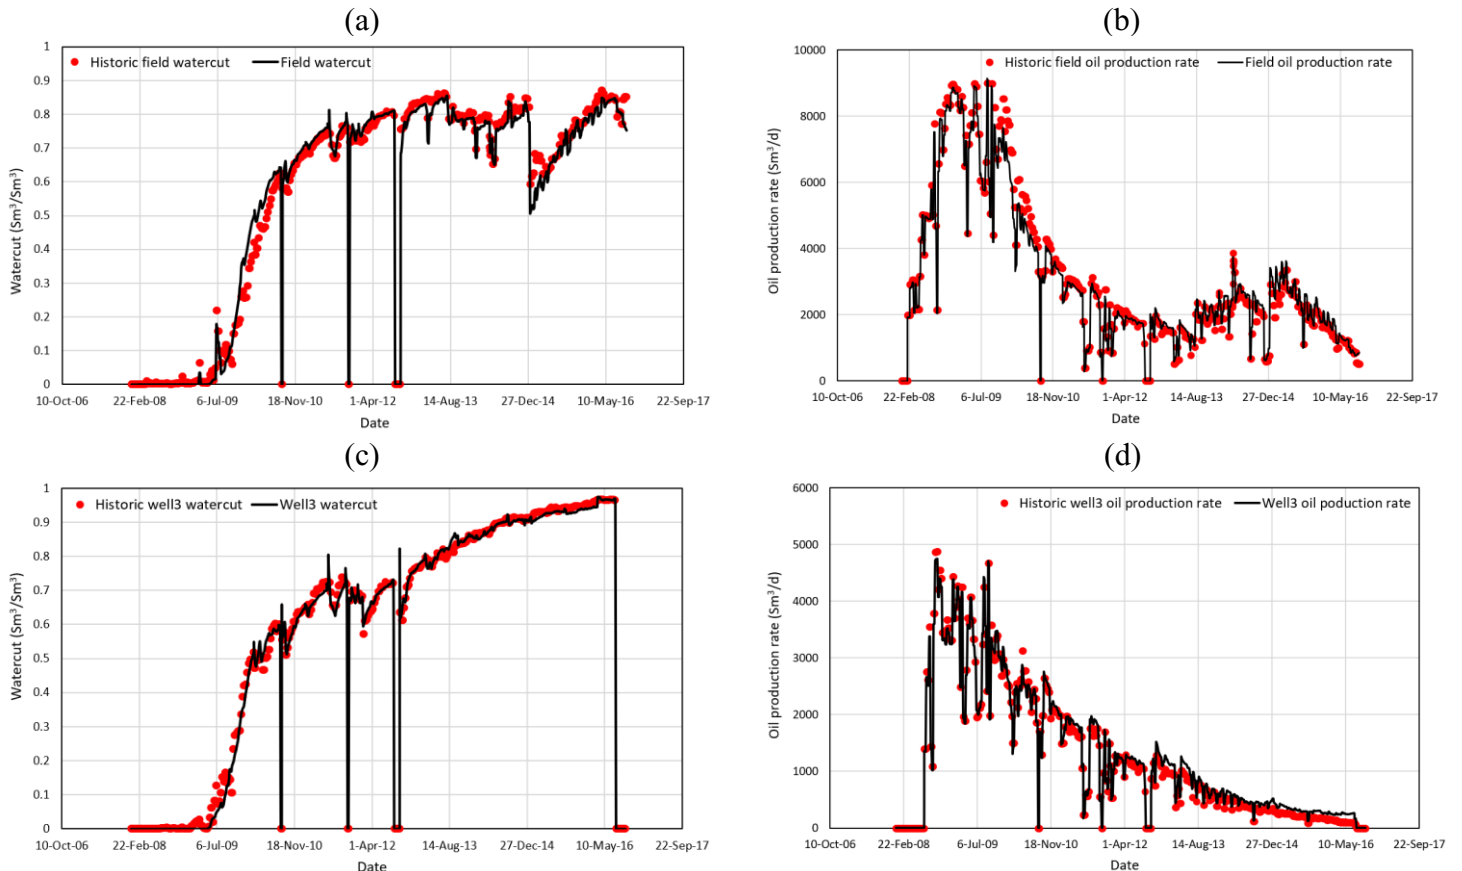 (a)
Historic field watercut
Field watercut
Watercut (Sm³/Sm³)
1
0.9
0.8
0.7
0.6
0.5
0.4
0.3
0.2
0.1
0
10-Oct-06 22-Feb-08 6-Jul-09 18-Nov-10 1-Apr-12 14-Aug-13 27-Dec-14 10-May-16 22-Sep-17
Date
(b)
Historic field oil production rate
Field oil production rate
Oil production rate (Sm³/d)
10000
8000
6000
4000
2000
0
10-Oct-06 22-Feb-08 6-Jul-09 18-Nov-10 1-Apr-12 14-Aug-13 27-Dec-14 10-May-16 22-Sep-17
Date
(c)
Historic well3 watercut
Well3 watercut
Watercut (Sm³/Sm³)
1
0.9
0.8
0.7
0.6
0.5
0.4
0.3
0.2
0.1
0
10-Oct-06 22-Feb-08 6-Jul-09 18-Nov-10 1-Apr-12 14-Aug-13 27-Dec-14 10-May-16 22-Sep-17
Date
(d)
Historic well3 oil production rate
Well3 oil poduction rate
Oil production rate (Sm³/d)
6000
5000
4000
3000
2000
1000
0
10-Oct-06 22-Feb-08 6-Jul-09 18-Nov-10 1-Apr-12 14-Aug-13 27-Dec-14 10-May-16 22-Sep-17
Date